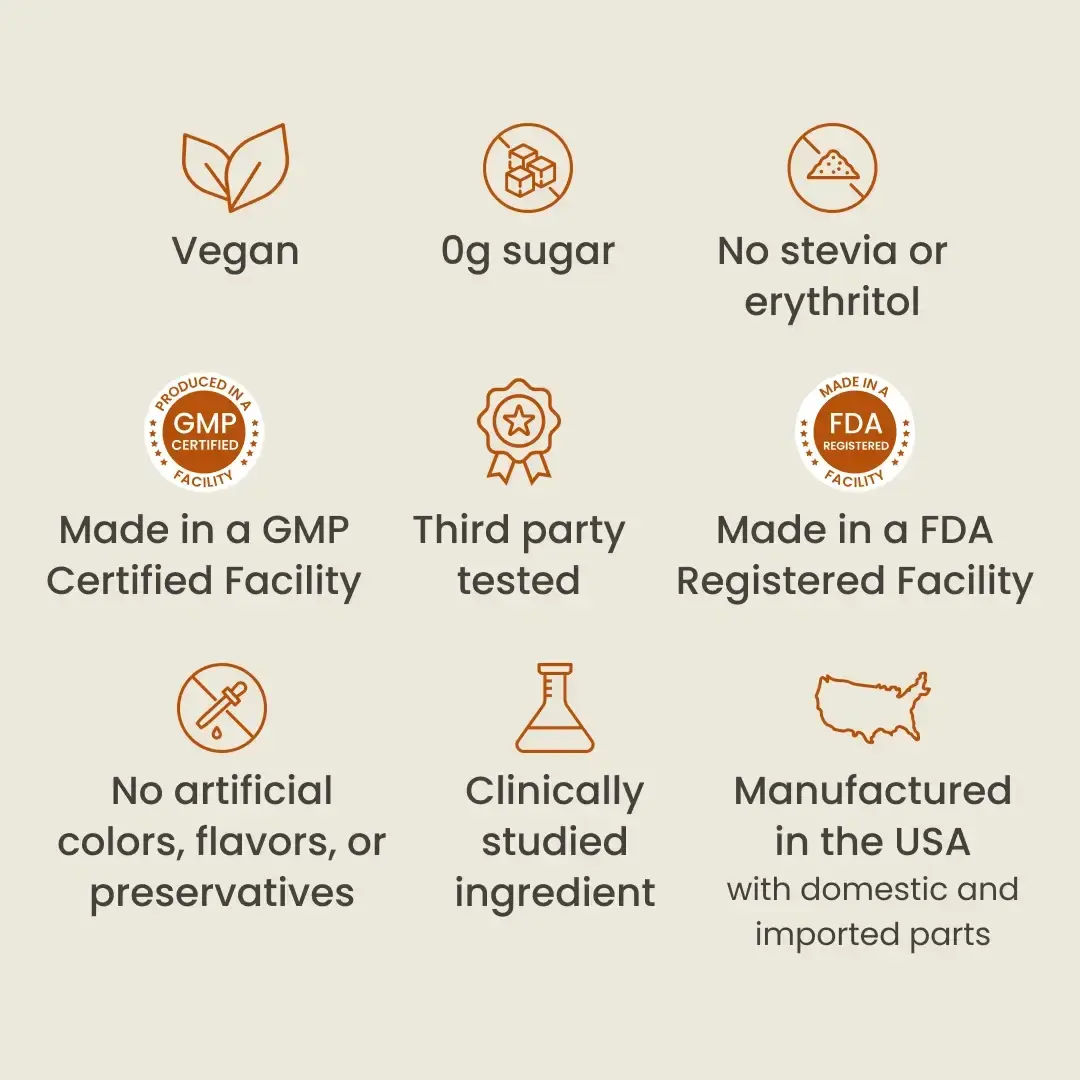 Vegan
0g sugar
No stevia or
erythritol
PRODUCED IN A
GMP
CERTIFIED
FACILITY
Made in a GMP
Certified Facility
Third party
tested
MADE IN A
FDA
REGISTERED
FACILITY
Made in a FDA
Registered Facility
No artificial
colors, flavors, or
preservatives
Clinically
studied
ingredient
Manufactured
in the USA
with domestic and
imported parts